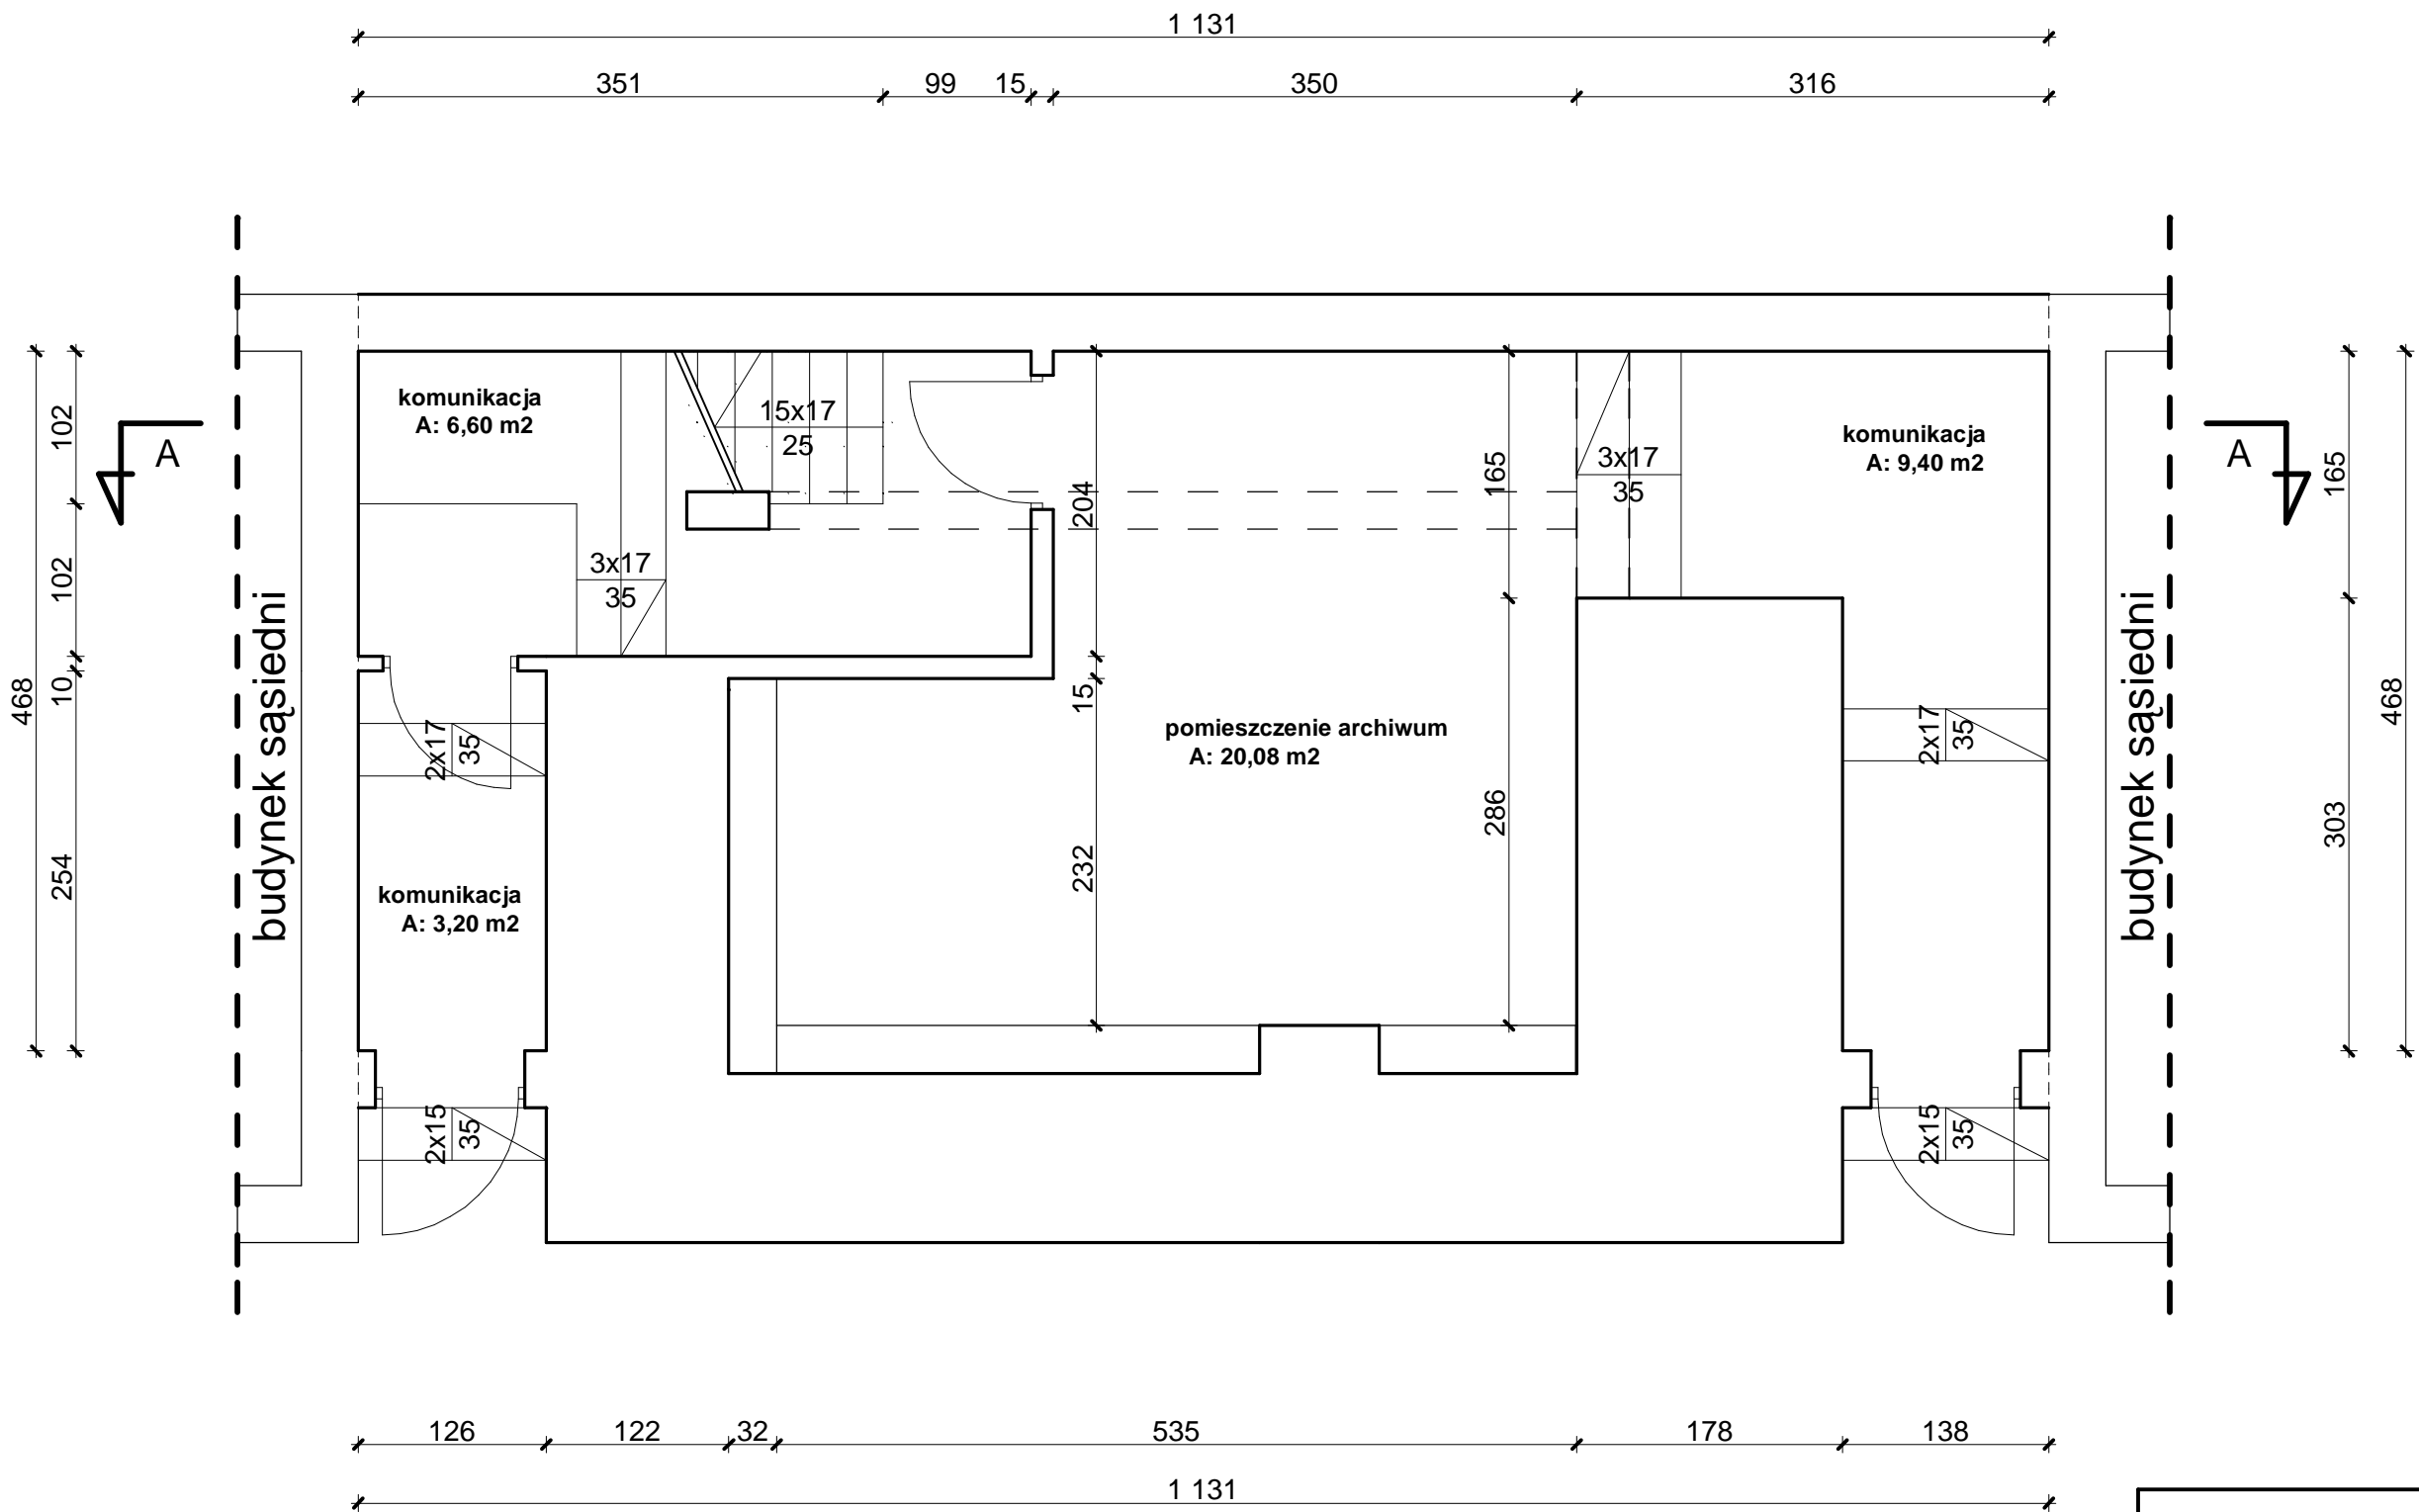 1 131
351
99
15
350
316
komunikacja
A: 6,60 m2
15x17
25
3x17
35
204
165
3x17
35
komunikacja
A: 9,40 m2
A
A
102
102
10
254
468
165
303
468
budynek sąsiedni
budynek sąsiedni
2x17
35
15
pomieszczenie archiwum
A: 20,08 m2
286
232
2x17
35
komunikacja
A: 3,20 m2
2x15
35
2x15
35
126
122
32
535
178
138
1 131